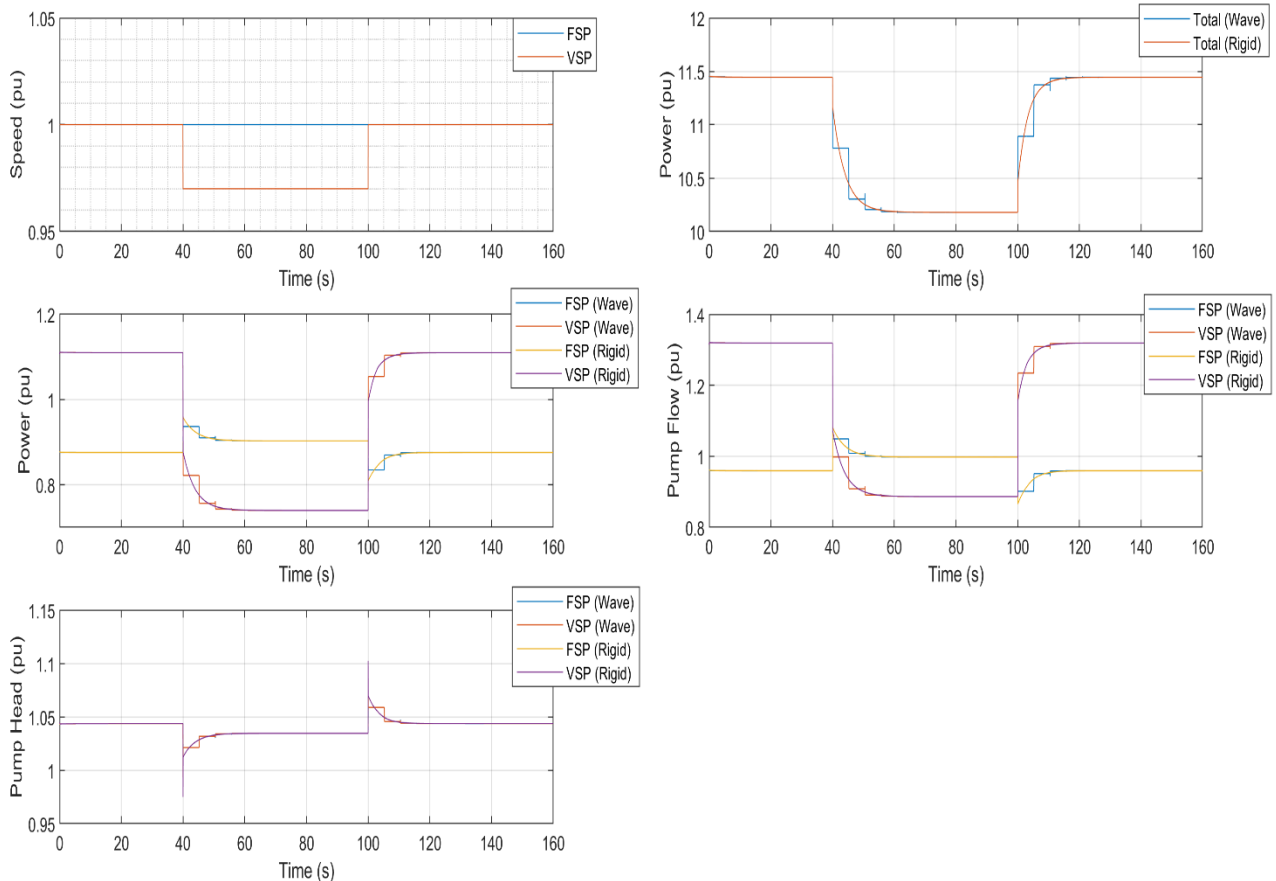 1.05
1
0.95
Speed (pu)
0 20 40 60 80 100 120 140 160
Time (s)
FSP
VSP
12
11.5
11
10.5
10
Power (pu)
0 20 40 60 80 100 120 140 160
Time (s)
Total (Wave)
Total (Rigid)
1.2
1
0.8
Power (pu)
0 20 40 60 80 100 120 140 160
Time (s)
FSP (Wave)
VSP (Wave)
FSP (Rigid)
VSP (Rigid)
1.4
1.2
1
0.8
Pump Flow (pu)
0 20 40 60 80 100 120 140 160
Time (s)
FSP (Wave)
VSP (Wave)
FSP (Rigid)
VSP (Rigid)
1.15
1.1
1.05
1
0.95
Pump Head (pu)
0 20 40 60 80 100 120 140 160
Time (s)
FSP (Wave)
VSP (Wave)
FSP (Rigid)
VSP (Rigid)